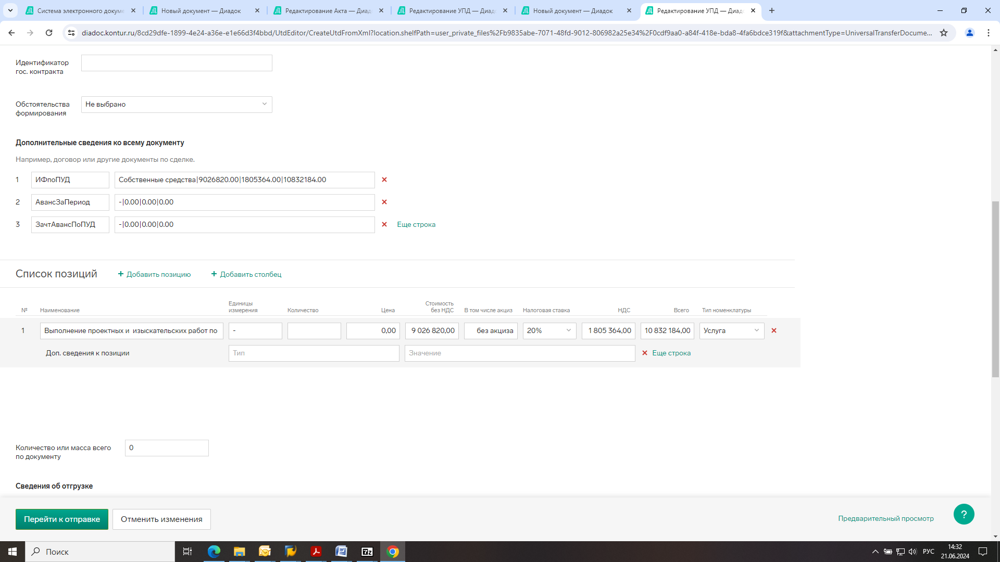 Система электронного докуме
Новый документ — Диадок
Редактирование Акта — Диад
Редактирование УПД — Диад
Новый документ — Диадок
Редактирование УПД — Диад
diadoc.kontur.ru/8cd29dfe-1899-4e24-a36e-e1e66d3f4bbd/UtdEditor/CreateUtdFromXml?location.shelfPath=user_private_files%2Fb9835abe-7071-48fd-9012-806982a25e34%2F0cdf9aa0-a84f-418e-bda8-4fa6bdce319f&attachmentType=UniversalTransferDocume...
Идентификатор
гос. контракта
Обстоятельства
формирования
Не выбрано
Дополнительные сведения ко всему документу
Например, договор или другие документы по сделке.
1 ИФпоПУД Собственные средства|9026820.00|1805364.00|10832184.00
2 АвансЗаПериод -|0.00|0.00|0.00
3 ЗачтАвансПоПУД -|0.00|0.00|0.00 Еще строка
Список позиций + Добавить позицию + Добавить столбец
№ Наименование Единицы измерения Количество Цена Стоимость без НДС В том числе акциз Налоговая ставка НДС Всего Тип номенклатуры
1 Выполнение проектных и  изыскательских работ по - 0,00 9 026 820,00 без акциза 20% 1 805 364,00 10 832 184,00 Услуга
Доп. сведения к позиции Тип Значение Еще строка
Количество или масса всего
по документу
0
Сведения об отгрузке
Перейти к отправке Отменить изменения Предварительный просмотр ?
Поиск
7z
РУС
14:32
21.06.2024